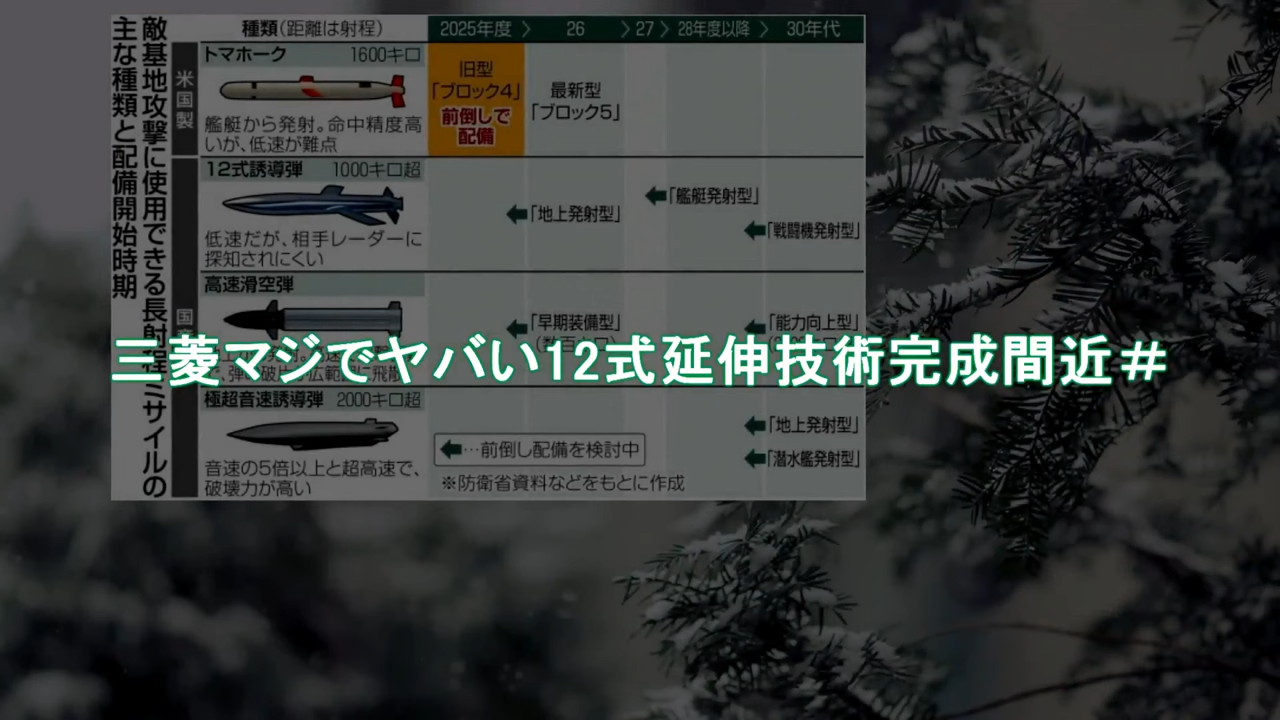 敵基地攻撃に使用できる長射程ミサイルの
主な種類と配備開始時期
種類(距離は射程)
2025年度 〉 26 〉 27 〉 28年度以降 〉 30年代
米国製
トマホーク 1600キロ
艦艇から発射。命中精度高
いが、低速が難点
旧型
「ブロック4」
前倒しで
配備
最新型
「ブロック5」
12式誘導弾 1000キロ超
低速だが、相手レーダーに
探知されにくい
「地上発射型」
「艦艇発射型」
「戦闘機発射型」
国
高速滑空弾
「早期装備型」
「能力向上型」
三菱マジでヤバい12式延伸技術完成間近＃
極超音速誘導弾 2000キロ超
音速の5倍以上と超高速で、
破壊力が高い
「地上発射型」
「潜水艦発射型」
…前倒し配備を検討中
※防衛省資料などをもとに作成